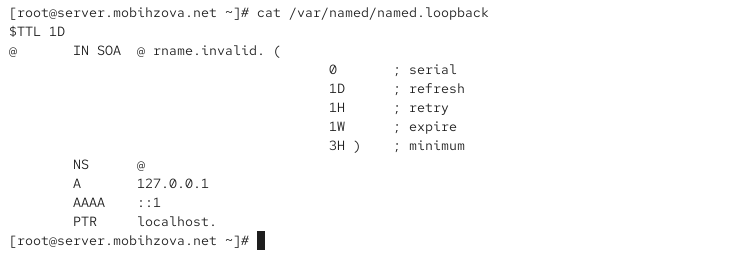 [root@server.mobihzova.net ~]# cat /var/named/named.loopback
$TTL 1D
@       IN SOA  @ rname.invalid. (
                                        0       ; serial
                                        1D      ; refresh
                                        1H      ; retry
                                        1W      ; expire
                                        3H )    ; minimum
        NS      @
        A       127.0.0.1
        AAAA    ::1
        PTR     localhost.
[root@server.mobihzova.net ~]#